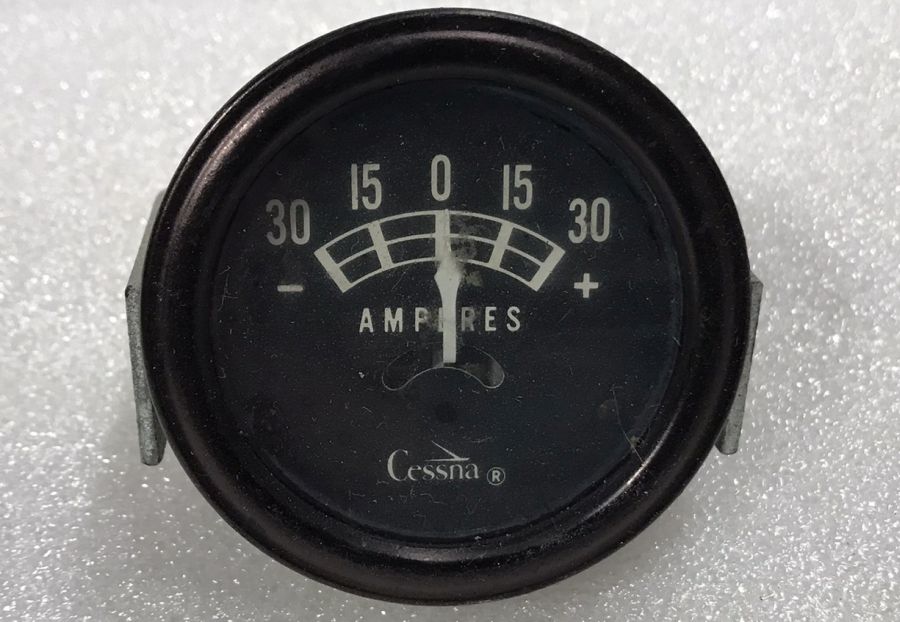 30 15 0 15 30
- +
AMPERES
Cessna ®